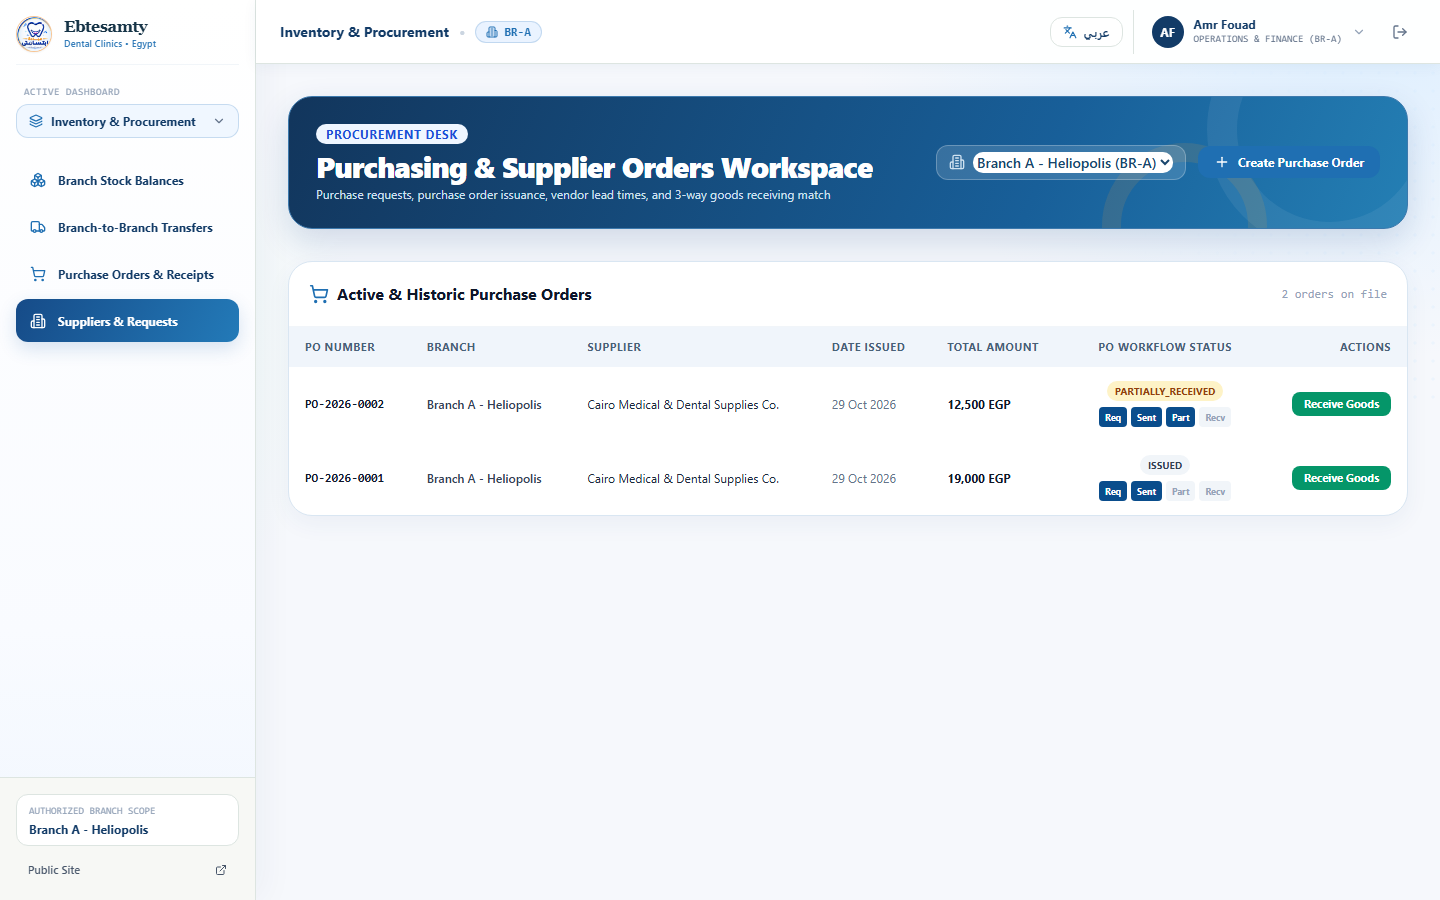 Ebtesamty
Dental Clinics • Egypt
ACTIVE DASHBOARD
Inventory & Procurement
Branch Stock Balances
Branch-to-Branch Transfers
Purchase Orders & Receipts
Suppliers & Requests
AUTHORIZED BRANCH SCOPE
Branch A - Heliopolis
Public Site
Inventory & Procurement • BR-A
عربي
AF
Amr Fouad
OPERATIONS & FINANCE (BR-A)
PROCUREMENT DESK
Purchasing & Supplier Orders Workspace
Purchase requests, purchase order issuance, vendor lead times, and 3-way goods receiving match
Branch A - Heliopolis (BR-A)
Create Purchase Order
Active & Historic Purchase Orders
2 orders on file
PO NUMBER BRANCH SUPPLIER DATE ISSUED TOTAL AMOUNT PO WORKFLOW STATUS ACTIONS
PO-2026-0002 Branch A - Heliopolis Cairo Medical & Dental Supplies Co. 29 Oct 2026 12,500 EGP PARTIALLY_RECEIVED Receive Goods
Req Sent Part Recv
PO-2026-0001 Branch A - Heliopolis Cairo Medical & Dental Supplies Co. 29 Oct 2026 19,000 EGP ISSUED Receive Goods
Req Sent Part Recv